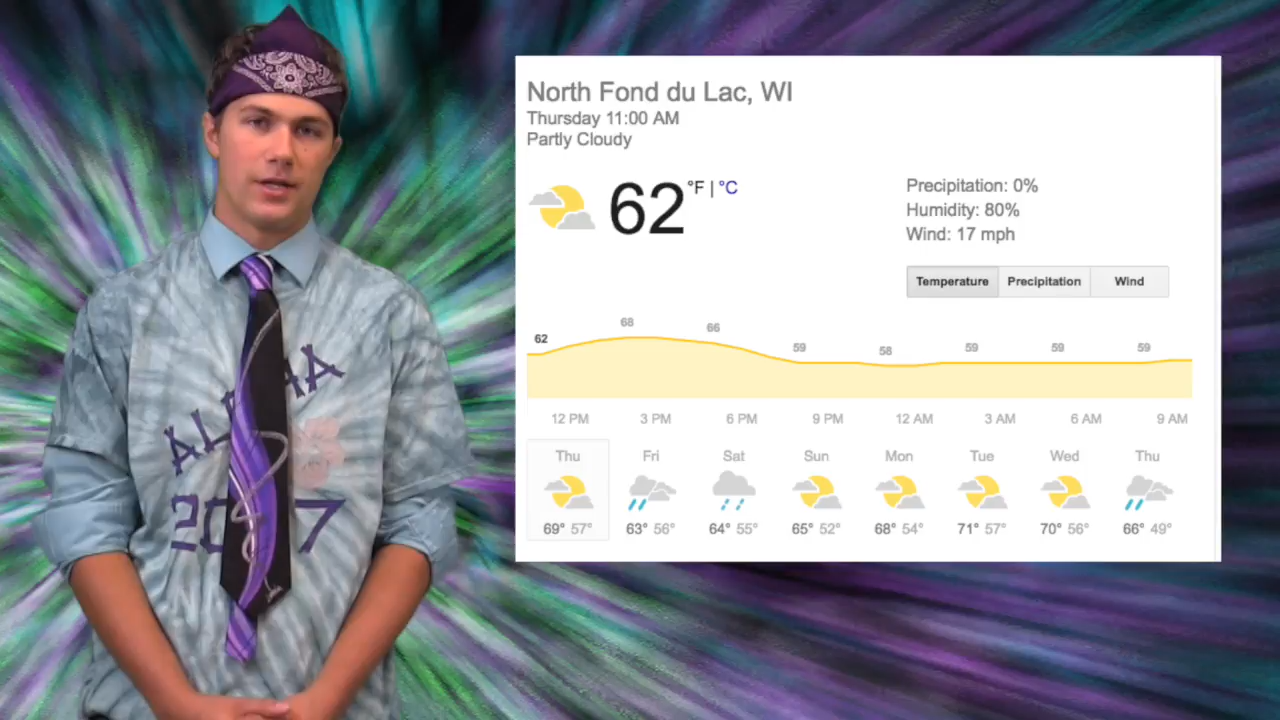 North Fond du Lac, WI
Thursday 11:00 AM
Partly Cloudy
62 °F | °C
Precipitation: 0%
Humidity: 80%
Wind: 17 mph
Temperature Precipitation Wind
62 68 66 59 58 59 59 59
12 PM 3 PM 6 PM 9 PM 12 AM 3 AM 6 AM 9 AM
Thu Fri Sat Sun Mon Tue Wed Thu
69° 57° 63° 56° 64° 55° 65° 52° 68° 54° 71° 57° 70° 56° 66° 49°